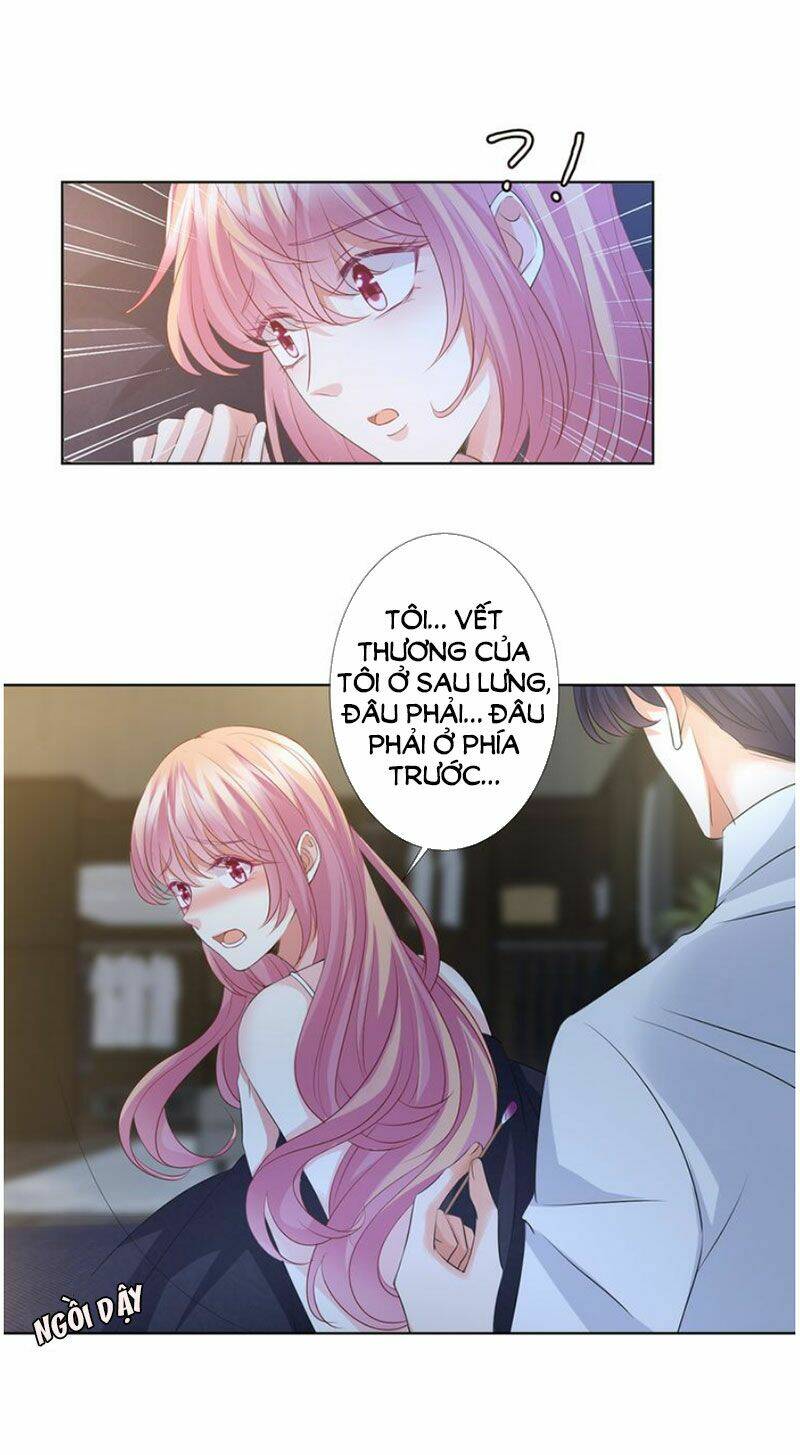 TÔI... VẾT
THƯƠNG CỦA
TÔI Ở SAU LƯNG,
ĐÂU PHẢI... ĐÂU
PHẢI Ở PHÍA
TRƯỚC...
NGỒI DẬY